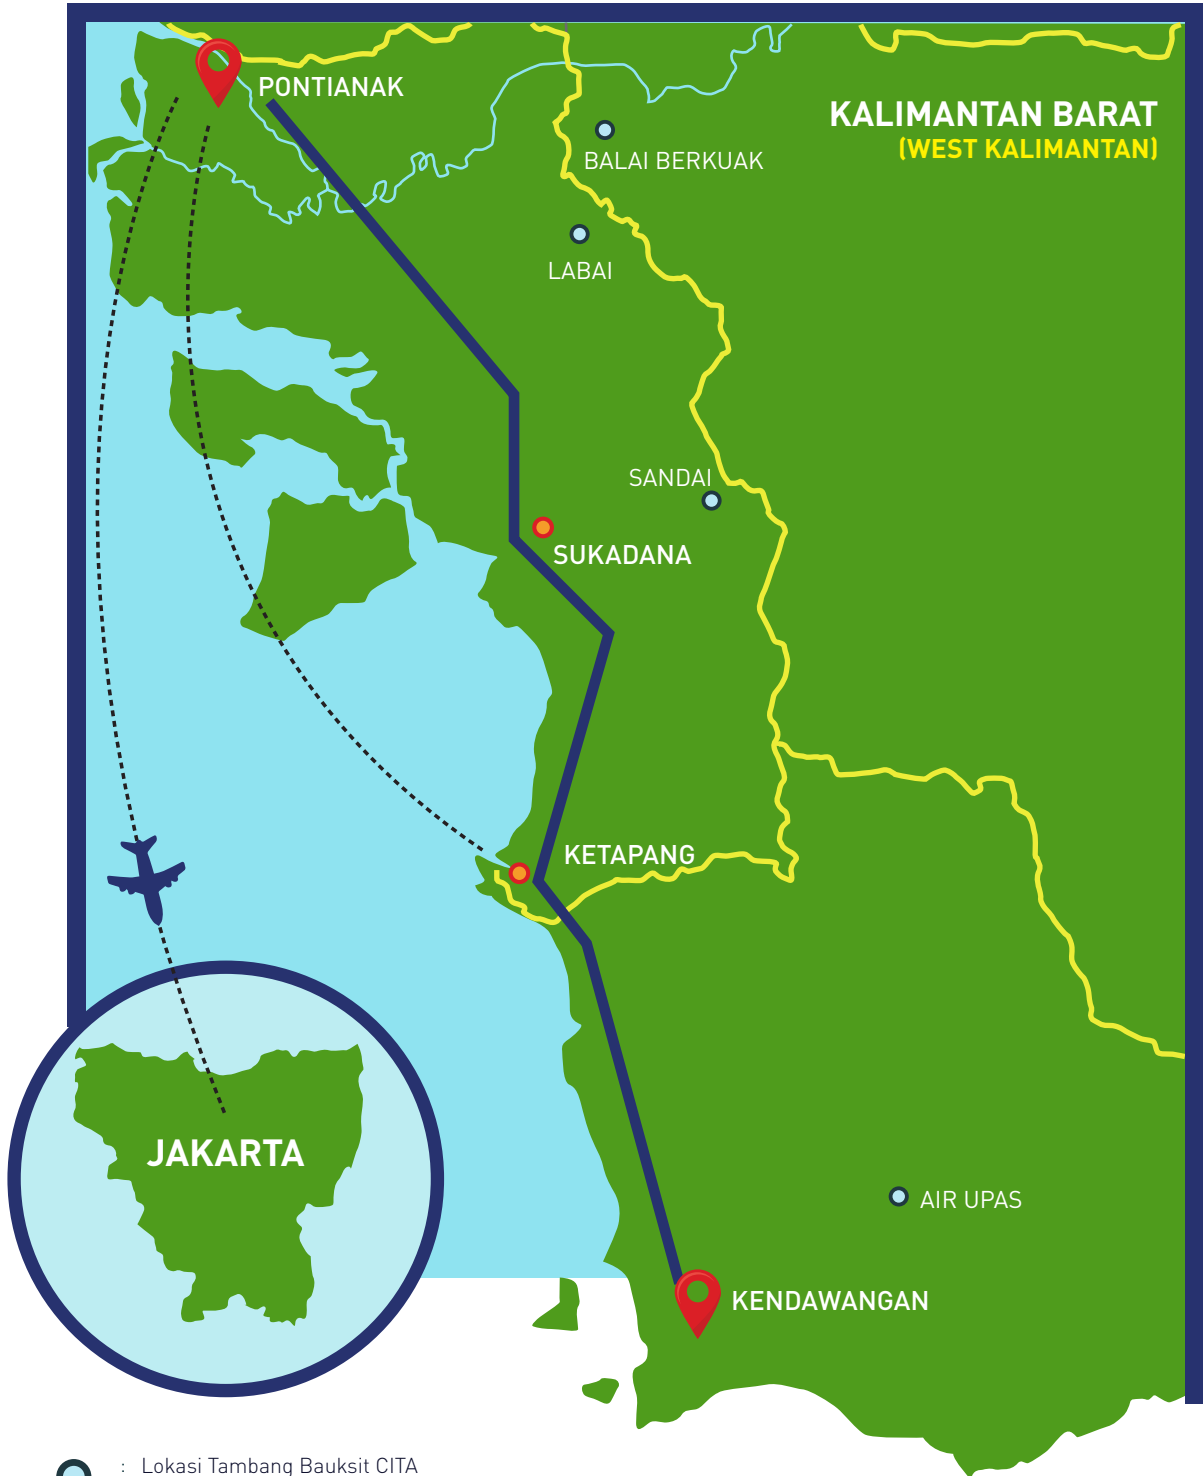 PONTIANAK
KALIMANTAN BARAT
(WEST KALIMANTAN)
BALAI BERKUAK
LABAI
SANDAI
SUKADANA
KETAPANG
JAKARTA
AIR UPAS
KENDAWANGAN
: Lokasi Tambang Bauksit CITA